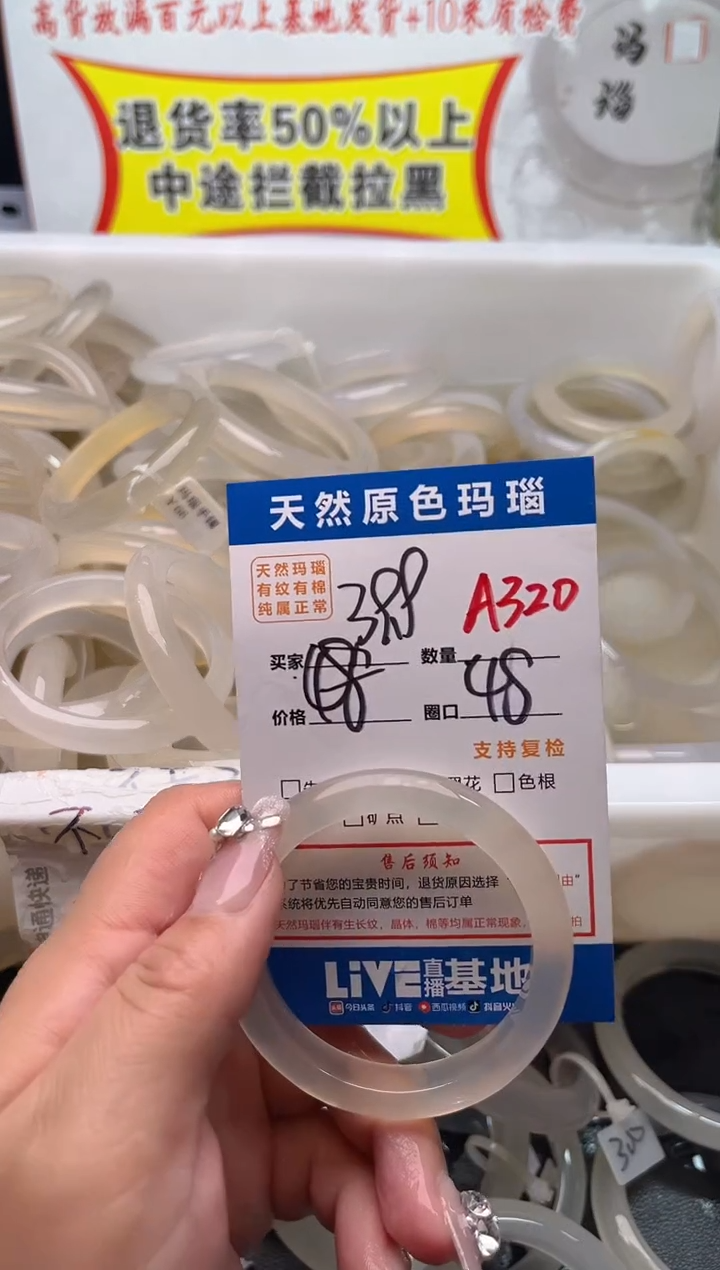 高货放漏百元以上基地发货+10来质检费
玛瑙
退货率50%以上
中途拦截拉黑
天然原色玛瑙
天然玛瑙
有纹有棉
纯属正常
388
A320
买家
数量
价格
圈口 48
支持复检
色根
矿点
售后须知
了节省您的宝贵时间，退货原因选择
系统将优先自动同意您的售后订单
天然玛瑙伴有生长纹，晶体，棉等均属正常现象，
LIVE直播基地
今日头条 抖音 西瓜视频 抖音火
300